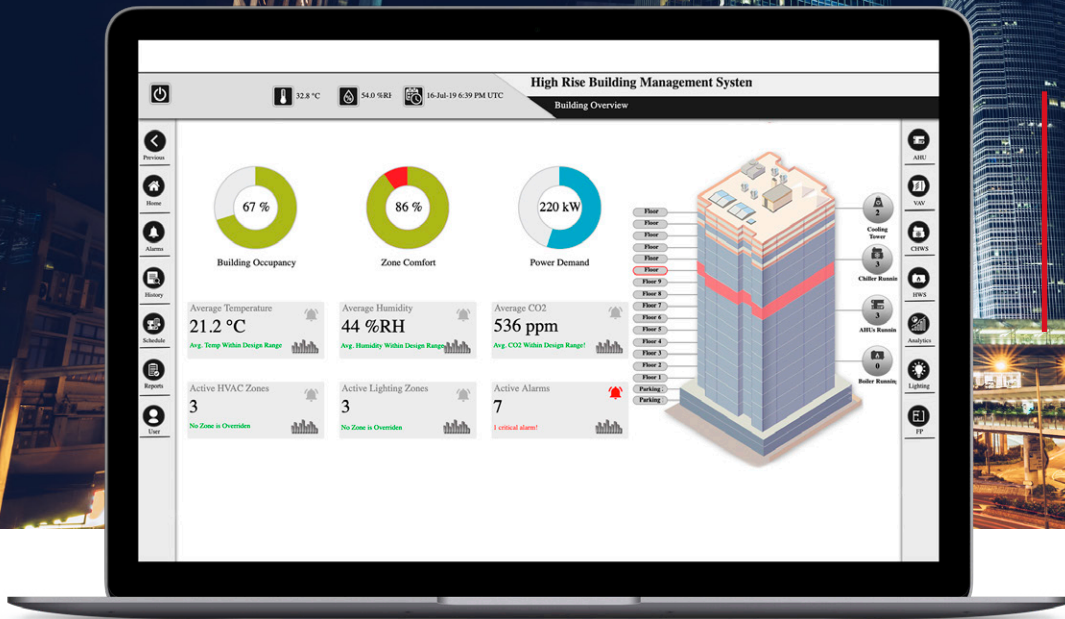 High Rise Building Management Systen
32.8 °C
54.0 %RH
16-Jul-19 6:39 PM UTC
Building Overview
Previous
Home
Alarms
History
Schedule
Reports
User
67 %
Building Occupancy
86 %
Zone Comfort
220 kW
Power Demand
Average Temperature
21.2 °C
Avg. Temp Within Design Range
Average Humidity
44 %RH
Avg. Humidity Within Design Range
Average CO2
536 ppm
Avg. CO2 Within Design Range!
Active HVAC Zones
3
No Zone is Overriden
Active Lighting Zones
3
No Zone is Overriden
Active Alarms
7
1 critical alarm!
Floor
Floor
Floor
Floor
Floor
Floor
Floor 9
Floor 8
Floor 7
Floor 6
Floor 5
Floor 4
Floor 3
Floor 2
Floor 1
Parking
Parking
2
Cooling
Tower
3
Chiller Runnin
3
AHUs Runnin
0
Boiler Running
AHU
VAV
CHWS
HWS
Analytics
Lighting
FP